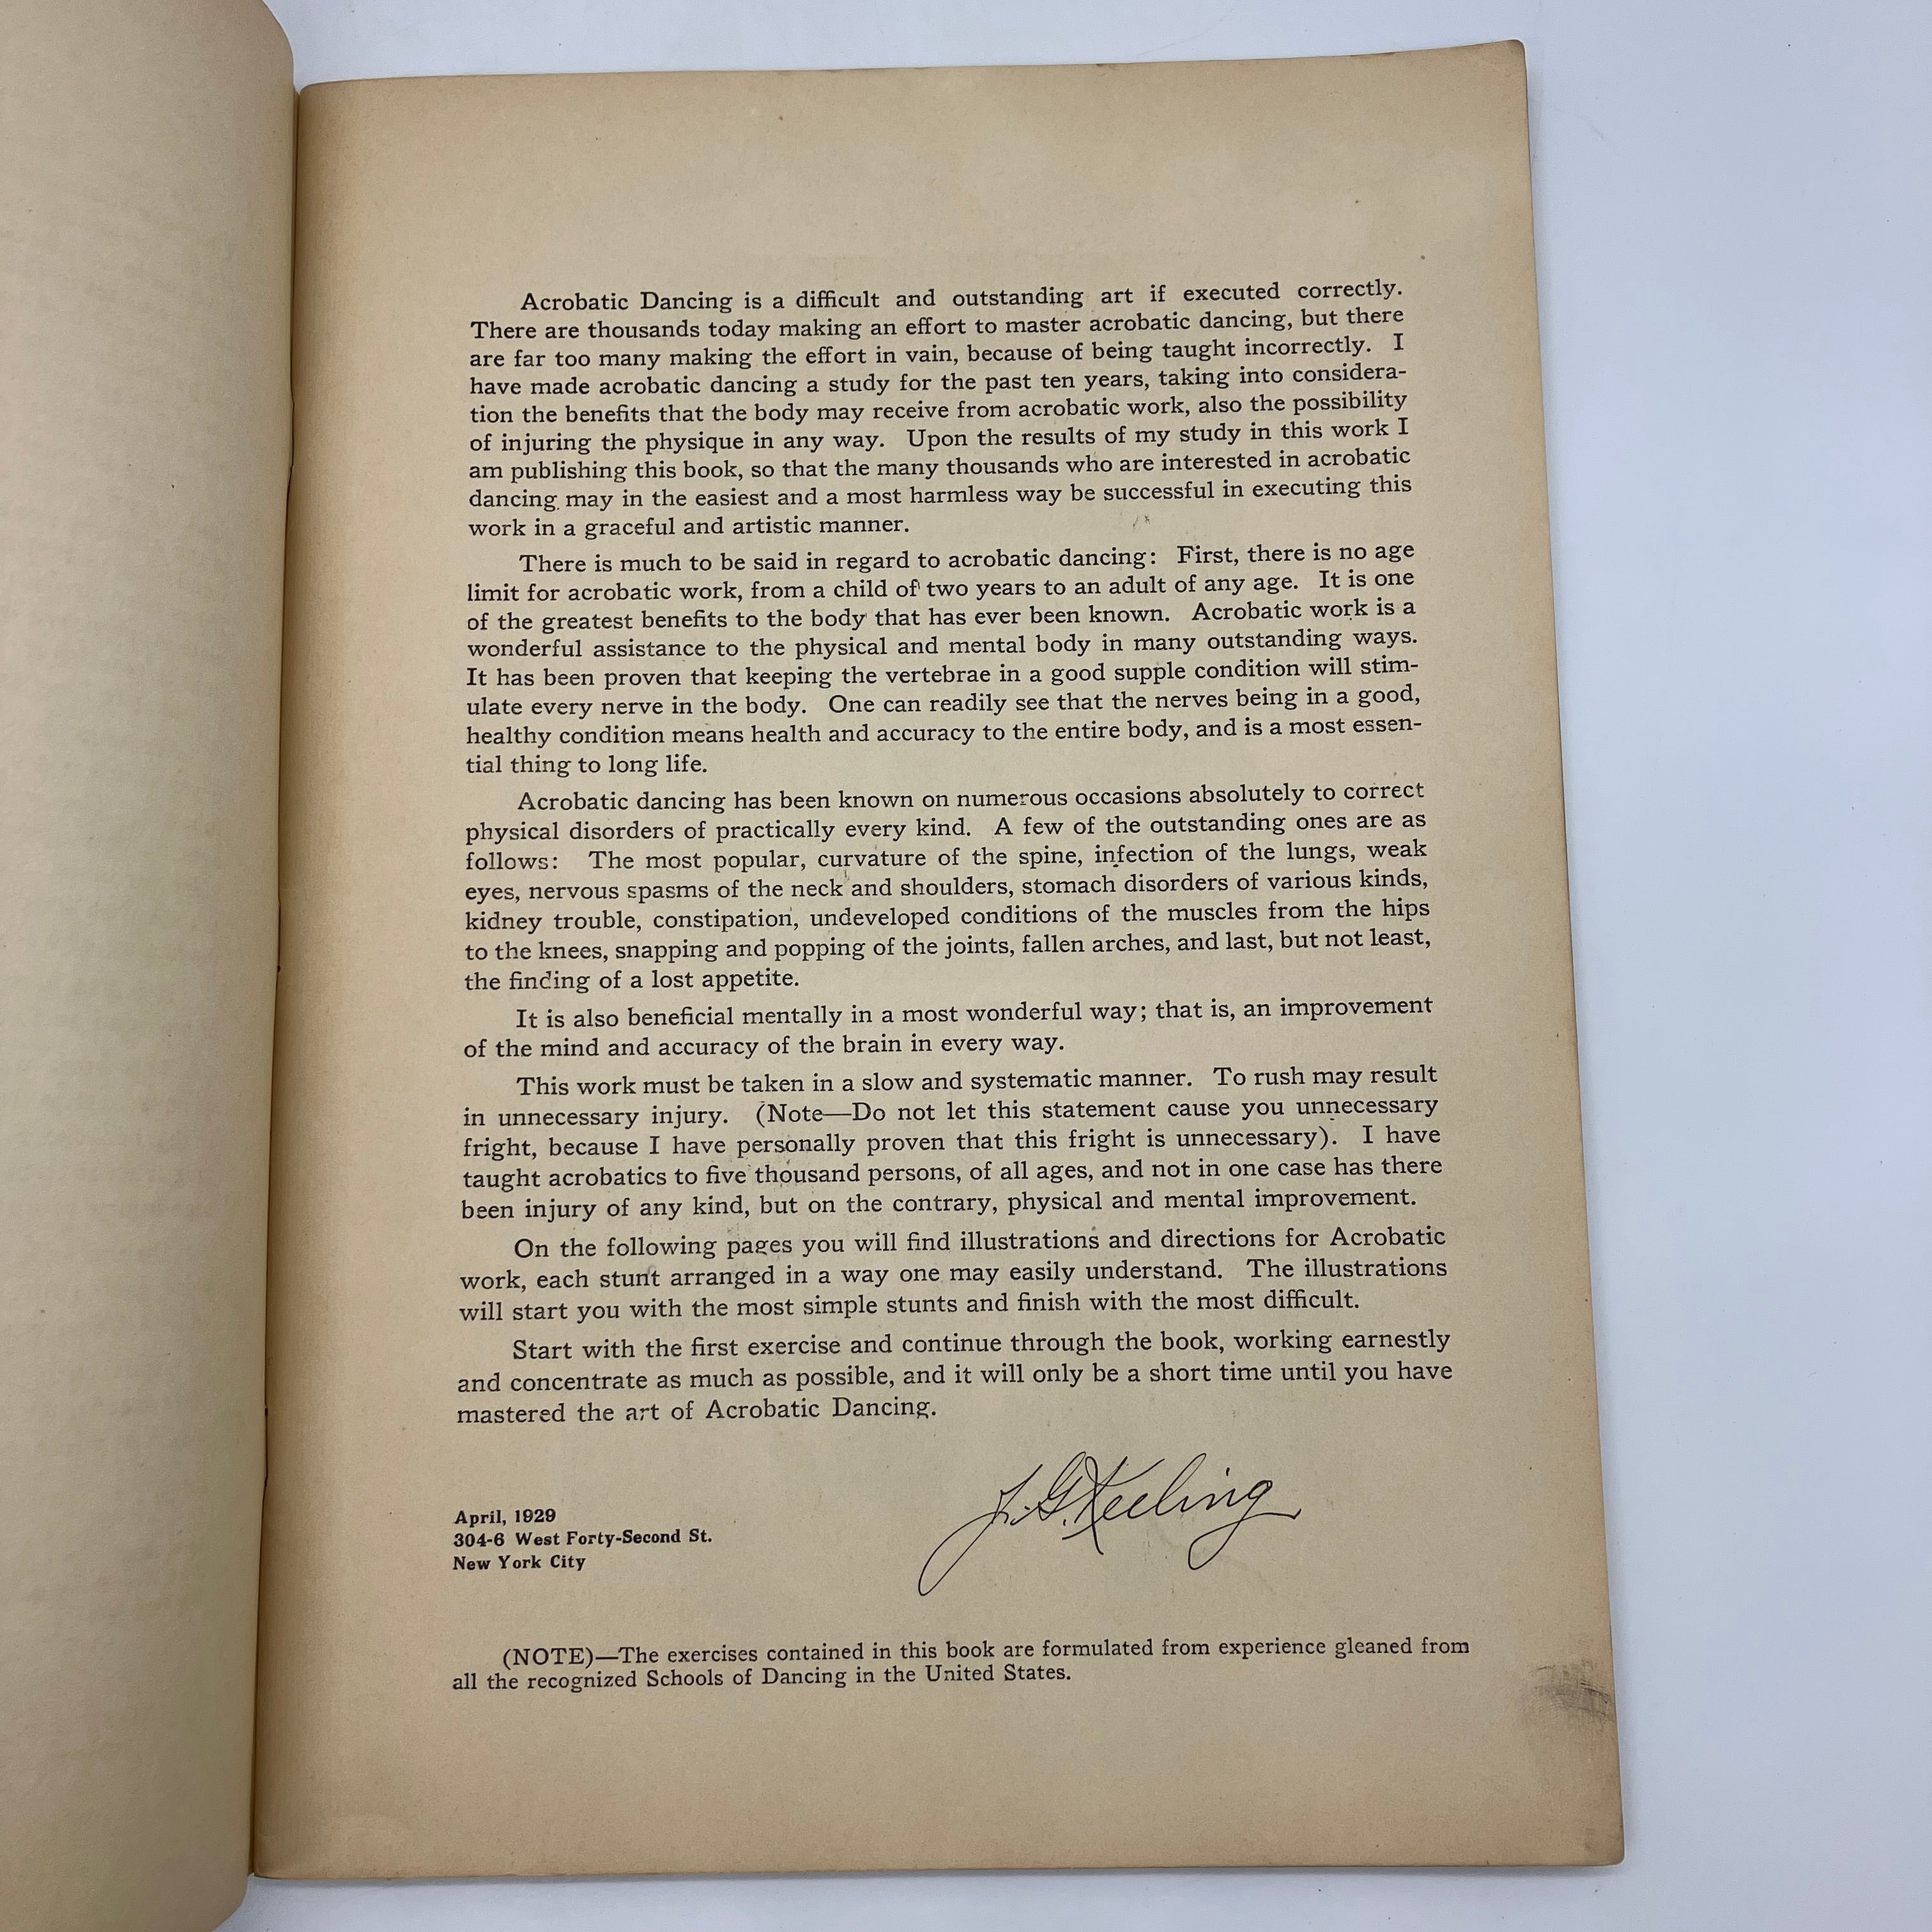 Acrobatic Dancing is a difficult and outstanding art if executed correctly.
There are thousands today making an effort to master acrobatic dancing, but there
are far too many making the effort in vain, because of being taught incorrectly. I
have made acrobatic dancing a study for the past ten years, taking into considera-
tion the benefits that the body may receive from acrobatic work, also the possibility
of injuring the physique in any way. Upon the results of my study in this work I
am publishing this book, so that the many thousands who are interested in acrobatic
dancing may in the easiest and a most harmless way be successful in executing this
work in a graceful and artistic manner.
There is much to be said in regard to acrobatic dancing: First, there is no age
limit for acrobatic work, from a child of two years to an adult of any age. It is one
of the greatest benefits to the body that has ever been known. Acrobatic work is a
wonderful assistance to the physical and mental body in many outstanding ways.
It has been proven that keeping the vertebrae in a good supple condition will stim-
ulate every nerve in the body. One can readily see that the nerves being in a good,
healthy condition means health and accuracy to the entire body, and is a most essen-
tial thing to long life.
Acrobatic dancing has been known on numerous occasions absolutely to correct
physical disorders of practically every kind. A few of the outstanding ones are as
follows: The most popular, curvature of the spine, infection of the lungs, weak
eyes, nervous spasms of the neck and shoulders, stomach disorders of various kinds,
kidney trouble, constipation, undeveloped conditions of the muscles from the hips
to the knees, snapping and popping of the joints, fallen arches, and last, but not least,
the finding of a lost appetite.
It is also beneficial mentally in a most wonderful way; that is, an improvement
of the mind and accuracy of the brain in every way.
This work must be taken in a slow and systematic manner. To rush may result
in unnecessary injury. (Note—Do not let this statement cause you unnecessary
fright, because I have personally proven that this fright is unnecessary). I have
taught acrobatics to five thousand persons, of all ages, and not in one case has there
been injury of any kind, but on the contrary, physical and mental improvement.
On the following pages you will find illustrations and directions for Acrobatic
work, each stunt arranged in a way one may easily understand. The illustrations
will start you with the most simple stunts and finish with the most difficult.
Start with the first exercise and continue through the book, working earnestly
and concentrate as much as possible, and it will only be a short time until you have
mastered the art of Acrobatic Dancing.
J. G. Keeling
April, 1929
304-6 West Forty-Second St.
New York City
(NOTE)—The exercises contained in this book are formulated from experience gleaned from
all the recognized Schools of Dancing in the United States.